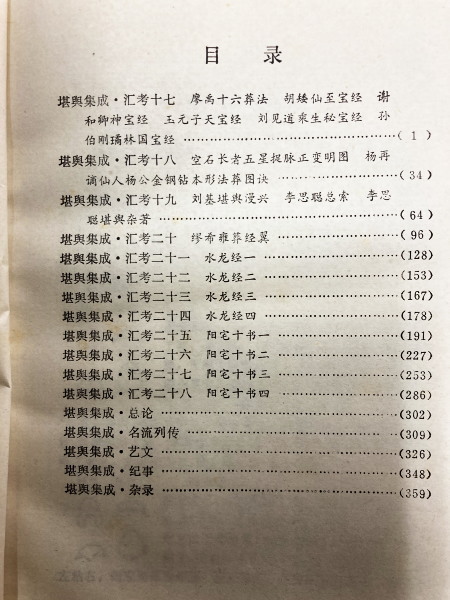 目 录
堪舆集成·汇考十七 廖禹十六葬法 胡矮仙至宝经 谢
和卿神宝经 玉元子天宝经 刘见道乘生秘宝经 孙
伯刚璚林国宝经 ……(1)
堪舆集成·汇考十八 空石长者五星捉脉正变明图 杨再
谪仙人杨公金钢钻本形法葬图诀 ……(34)
堪舆集成·汇考十九 刘基堪舆漫兴 李思聪总索 李思
聪堪舆杂著 ……(64)
堪舆集成·汇考二十 缪希雍葬经翼 ……(96)
堪舆集成·汇考二十一 水龙经一 ……(128)
堪舆集成·汇考二十二 水龙经二 ……(153)
堪舆集成·汇考二十三 水龙经三 ……(167)
堪舆集成·汇考二十四 水龙经四 ……(178)
堪舆集成·汇考二十五 阳宅十书一 ……(191)
堪舆集成·汇考二十六 阳宅十书二 ……(227)
堪舆集成·汇考二十七 阳宅十书三 ……(253)
堪舆集成·汇考二十八 阳宅十书四 ……(286)
堪舆集成·总论 ……(302)
堪舆集成·名流列传 ……(309)
堪舆集成·艺文 ……(326)
堪舆集成·纪事 ……(348)
堪舆集成·杂录 ……(359)